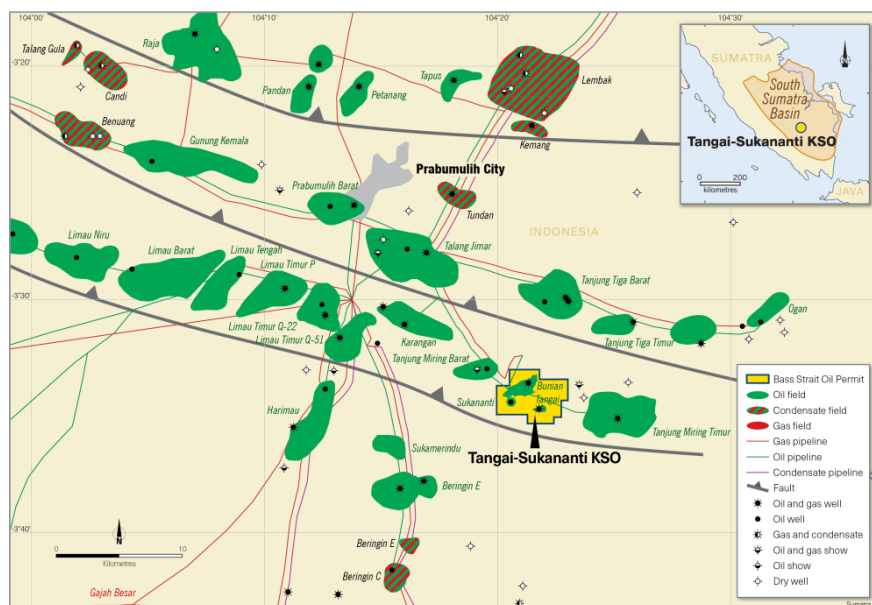 104°00'
104°10'
104°20'
104°30'
-3°20'
-3°30'
-3°40'
Talang Gula
Candi
Raja
Pandan
Petanang
Tapus
Lembak
Kemang
Benuang
Gunung Kemala
Prabumulih City
Prabumulih Barat
Tundan
Talang Jimar
INDONESIA
Limau Niru
Limau Barat
Limau Tengah
Limau Timur P
Limau Timur Q-22
Limau Timur Q-51
Karangan
Tanjung Miring Barat
Tanjung Tiga Barat
Tanjung Tiga Timur
Ogan
Bunian
Sukananti
Tangai
Tanjung Miring Timur
Tangai-Sukananti KSO
Harimau
Sukamerindu
Beringin E
Beringin E
Beringin C
Gajah Besar
N
0 10
Kilometres
SUMATRA
South
Sumatra
Basin
Tangai-Sukananti KSO
0 200
kilometres
JAVA
Bass Strait Oil Permit
Oil field
Condensate field
Gas field
Gas pipeline
Oil pipeline
Condensate pipeline
Fault
Oil and gas well
Oil well
Gas and condensate
Oil and gas show
Oil show
Dry well